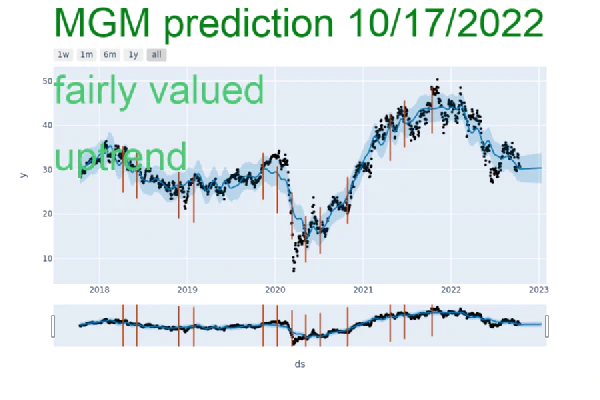 MGM prediction 10/17/2022
1w 1m 6m 1y all
fairly valued
uptrend
50
40
30
20
10
y
2018 2019 2020 2021 2022 2023
ds